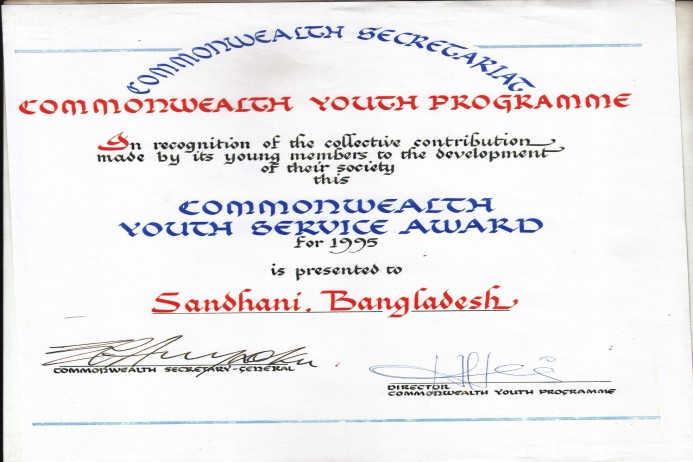 COMMONWEALTH SECRETARIAT
COMMONWEALTH YOUTH PROGRAMME
In recognition of the collective contribution
made by its young members to the development
of their society
this
COMMONWEALTH
YOUTH SERVICE AWARD
for 1995
is presented to
Sandhani, Bangladesh
COMMONWEALTH SECRETARY-GENERAL
DIRECTOR
COMMONWEALTH YOUTH PROGRAMME